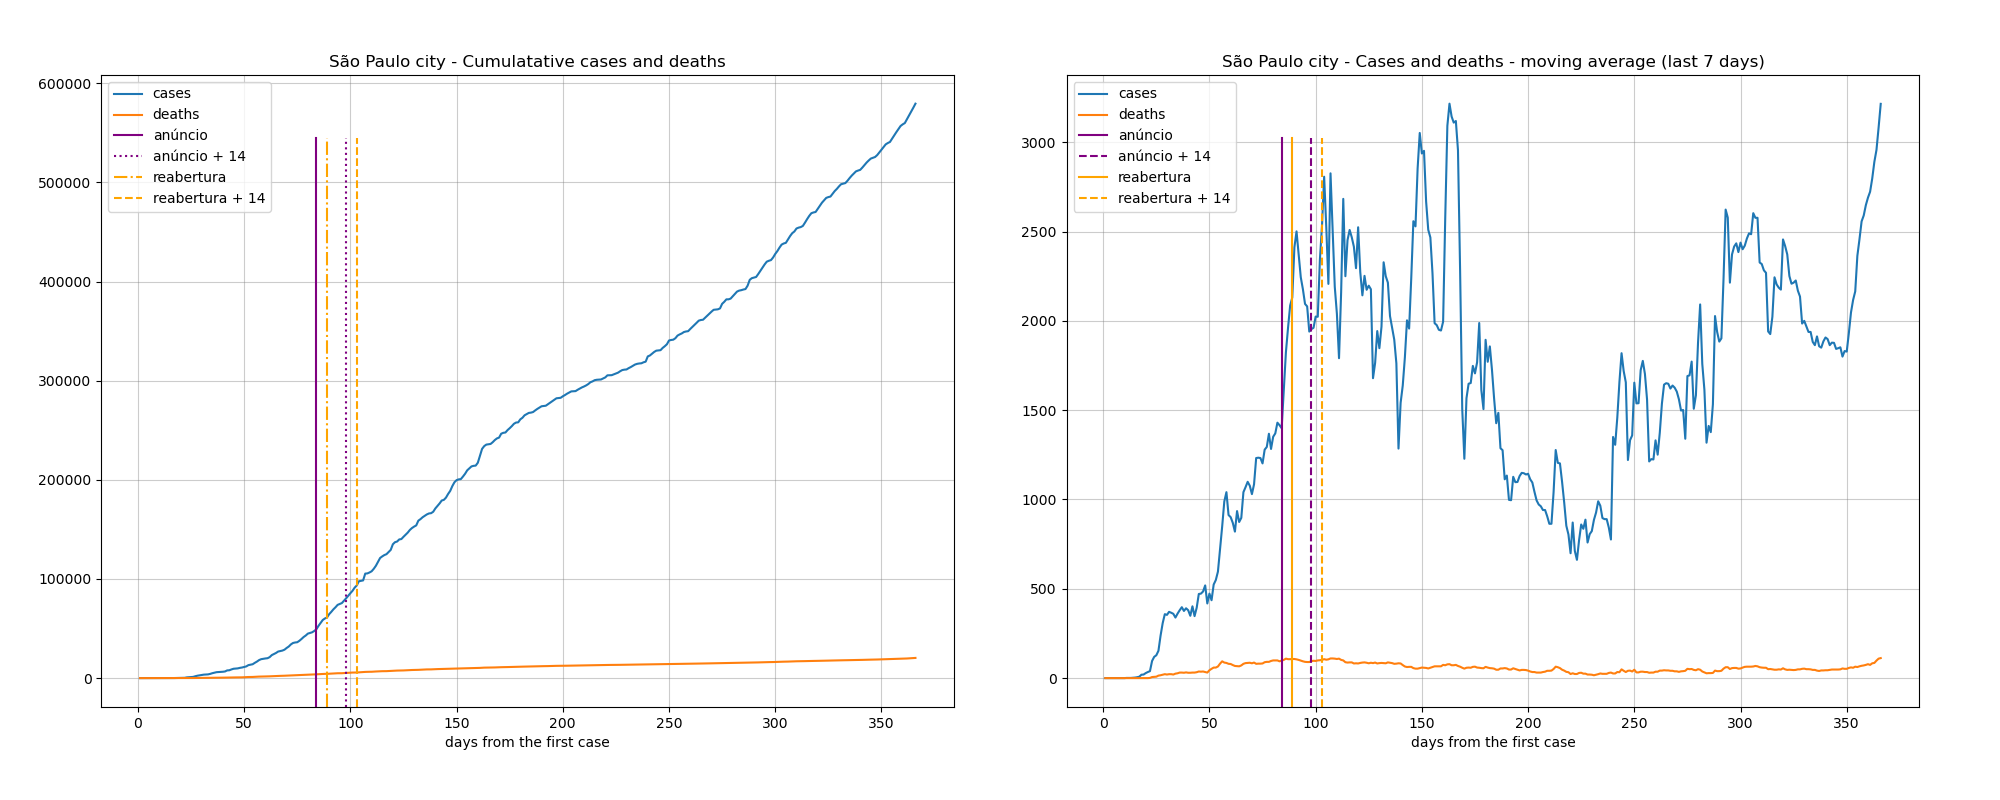 São Paulo city - Cumulatative cases and deaths
600000
500000
400000
300000
200000
100000
0
cases
deaths
anúncio
anúncio + 14
reabertura
reabertura + 14
0 50 100 150 200 250 300 350
days from the first case
São Paulo city - Cases and deaths - moving average (last 7 days)
3000
2500
2000
1500
1000
500
0
cases
deaths
anúncio
anúncio + 14
reabertura
reabertura + 14
0 50 100 150 200 250 300 350
days from the first case